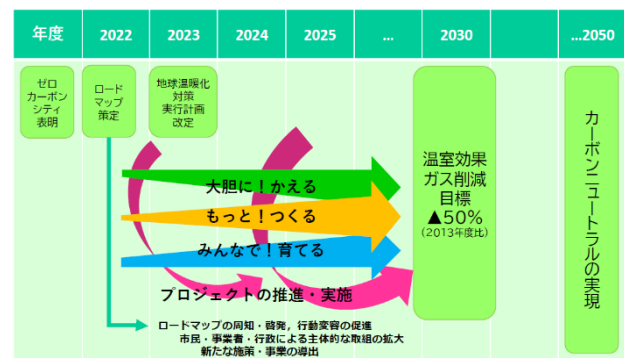 年度 2022 2023 2024 2025 ... 2030 ...2050
ゼロ
カーボン
シティ
表明
ロード
マップ
策定
地球温暖化
対策
実行計画
改定
大胆に！かえる
もっと！つくる
みんなで！育てる
プロジェクトの推進・実施
ロードマップの周知・啓発，行動変容の促進
市民・事業者・行政による主体的な取組の拡大
新たな施策・事業の導出
温室効果
ガス削減
目標
▲50%
（2013年度比）
カーボンニュートラルの実現